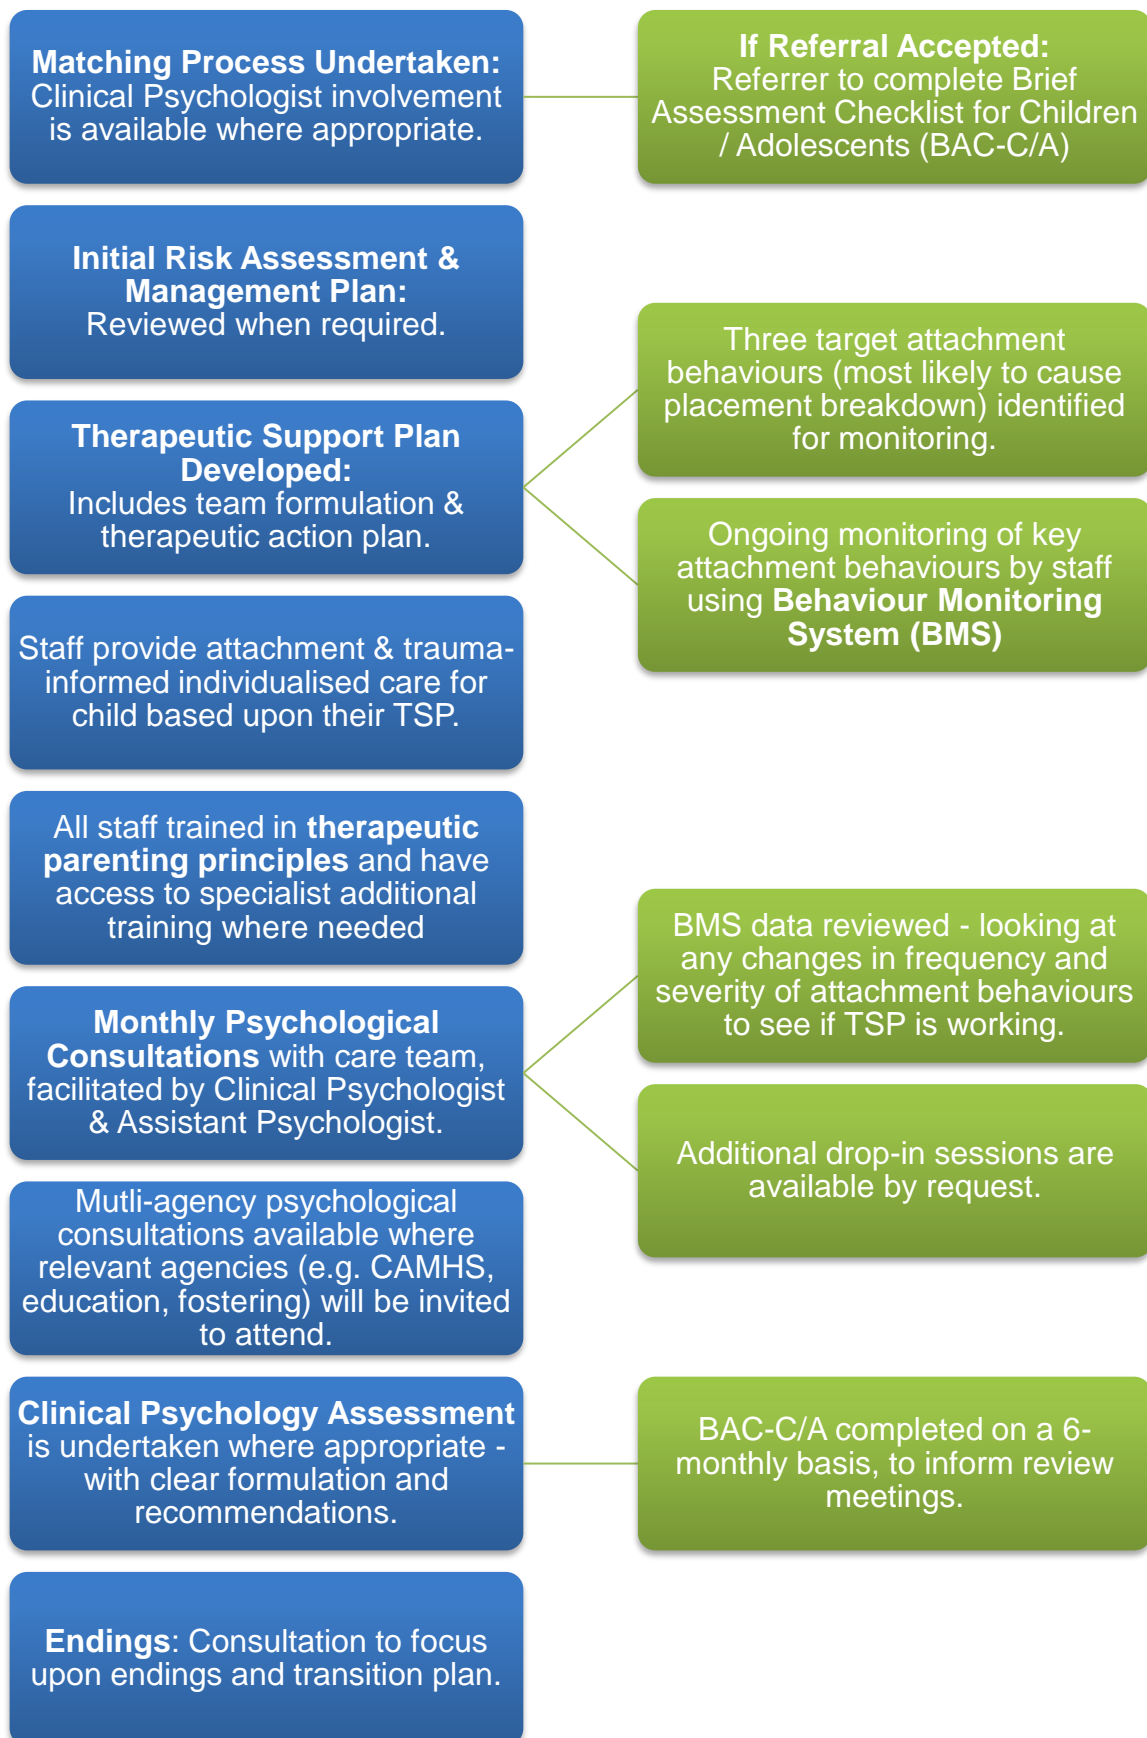 Matching Process Undertaken:
Clinical Psychologist involvement
is available where appropriate.
If Referral Accepted:
Referrer to complete Brief
Assessment Checklist for Children
/ Adolescents (BAC-C/A)
Initial Risk Assessment &
Management Plan:
Reviewed when required.
Therapeutic Support Plan
Developed:
Includes team formulation &
therapeutic action plan.
Three target attachment
behaviours (most likely to cause
placement breakdown) identified
for monitoring.
Ongoing monitoring of key
attachment behaviours by staff
using Behaviour Monitoring
System (BMS)
Staff provide attachment & trauma-
informed individualised care for
child based upon their TSP.
All staff trained in therapeutic
parenting principles and have
access to specialist additional
training where needed
Monthly Psychological
Consultations with care team,
facilitated by Clinical Psychologist
& Assistant Psychologist.
BMS data reviewed - looking at
any changes in frequency and
severity of attachment behaviours
to see if TSP is working.
Additional drop-in sessions are
available by request.
Mutli-agency psychological
consultations available where
relevant agencies (e.g. CAMHS,
education, fostering) will be invited
to attend.
Clinical Psychology Assessment
is undertaken where appropriate -
with clear formulation and
recommendations.
BAC-C/A completed on a 6-
monthly basis, to inform review
meetings.
Endings: Consultation to focus
upon endings and transition plan.